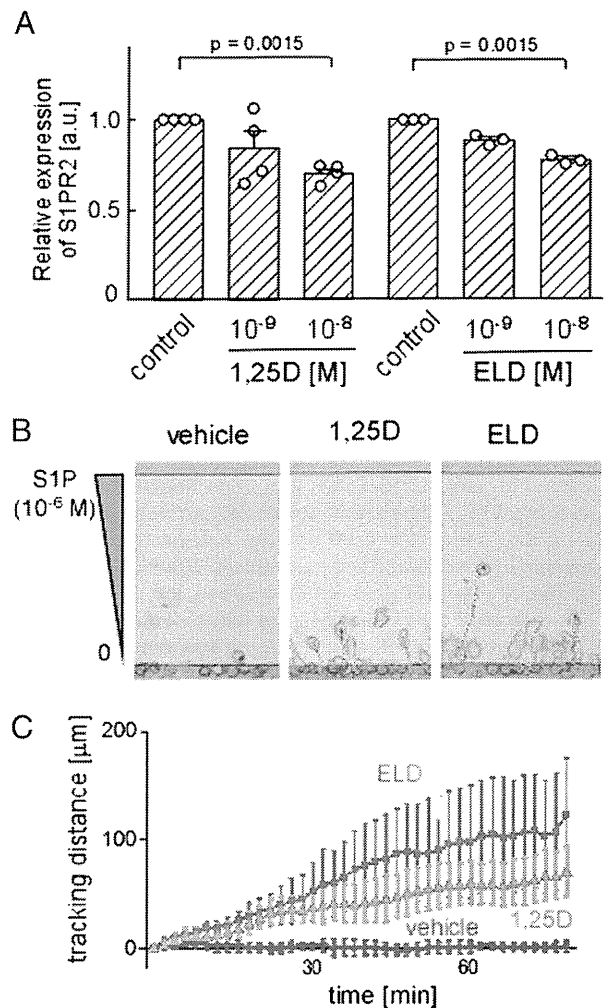 A
p = 0.0015 p = 0.0015
Relative expression
of S1PR2 [a.u.]
1.0
0.5
0
control 10⁻⁹ 10⁻⁸ control 10⁻⁹ 10⁻⁸
1,25D [M] ELD [M]
B
vehicle 1,25D ELD
S1P
(10⁻⁶ M)
0
C
tracking distance [µm]
200
100
0
ELD
vehicle 1,25D
30 60
time [min]